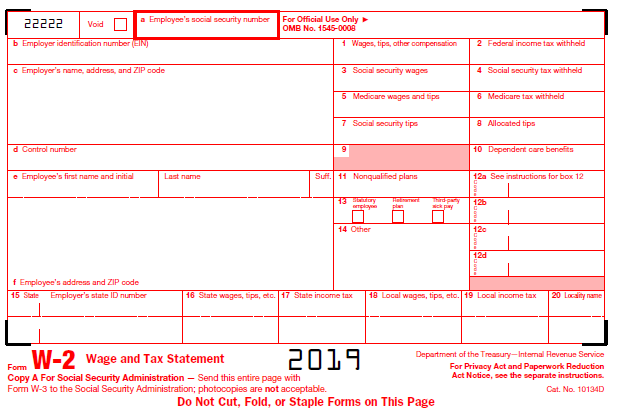 22222 Void a Employee's social security number For Official Use Only ►
OMB No. 1545-0008
b Employer identification number (EIN) 1 Wages, tips, other compensation 2 Federal income tax withheld
c Employer's name, address, and ZIP code 3 Social security wages 4 Social security tax withheld
5 Medicare wages and tips 6 Medicare tax withheld
7 Social security tips 8 Allocated tips
d Control number 9 10 Dependent care benefits
e Employee's first name and initial Last name Suff. 11 Nonqualified plans 12a See instructions for box 12
13 Statutory employee Retirement plan Third-party sick pay 12b
14 Other 12c
12d
f Employee's address and ZIP code
15 State Employer's state ID number 16 State wages, tips, etc. 17 State income tax 18 Local wages, tips, etc. 19 Local income tax 20 Locality name
Form W-2 Wage and Tax Statement 2019 Department of the Treasury—Internal Revenue Service
For Privacy Act and Paperwork Reduction
Act Notice, see the separate instructions.
Copy A For Social Security Administration — Send this entire page with
Form W-3 to the Social Security Administration; photocopies are not acceptable. Cat. No. 10134D
Do Not Cut, Fold, or Staple Forms on This Page